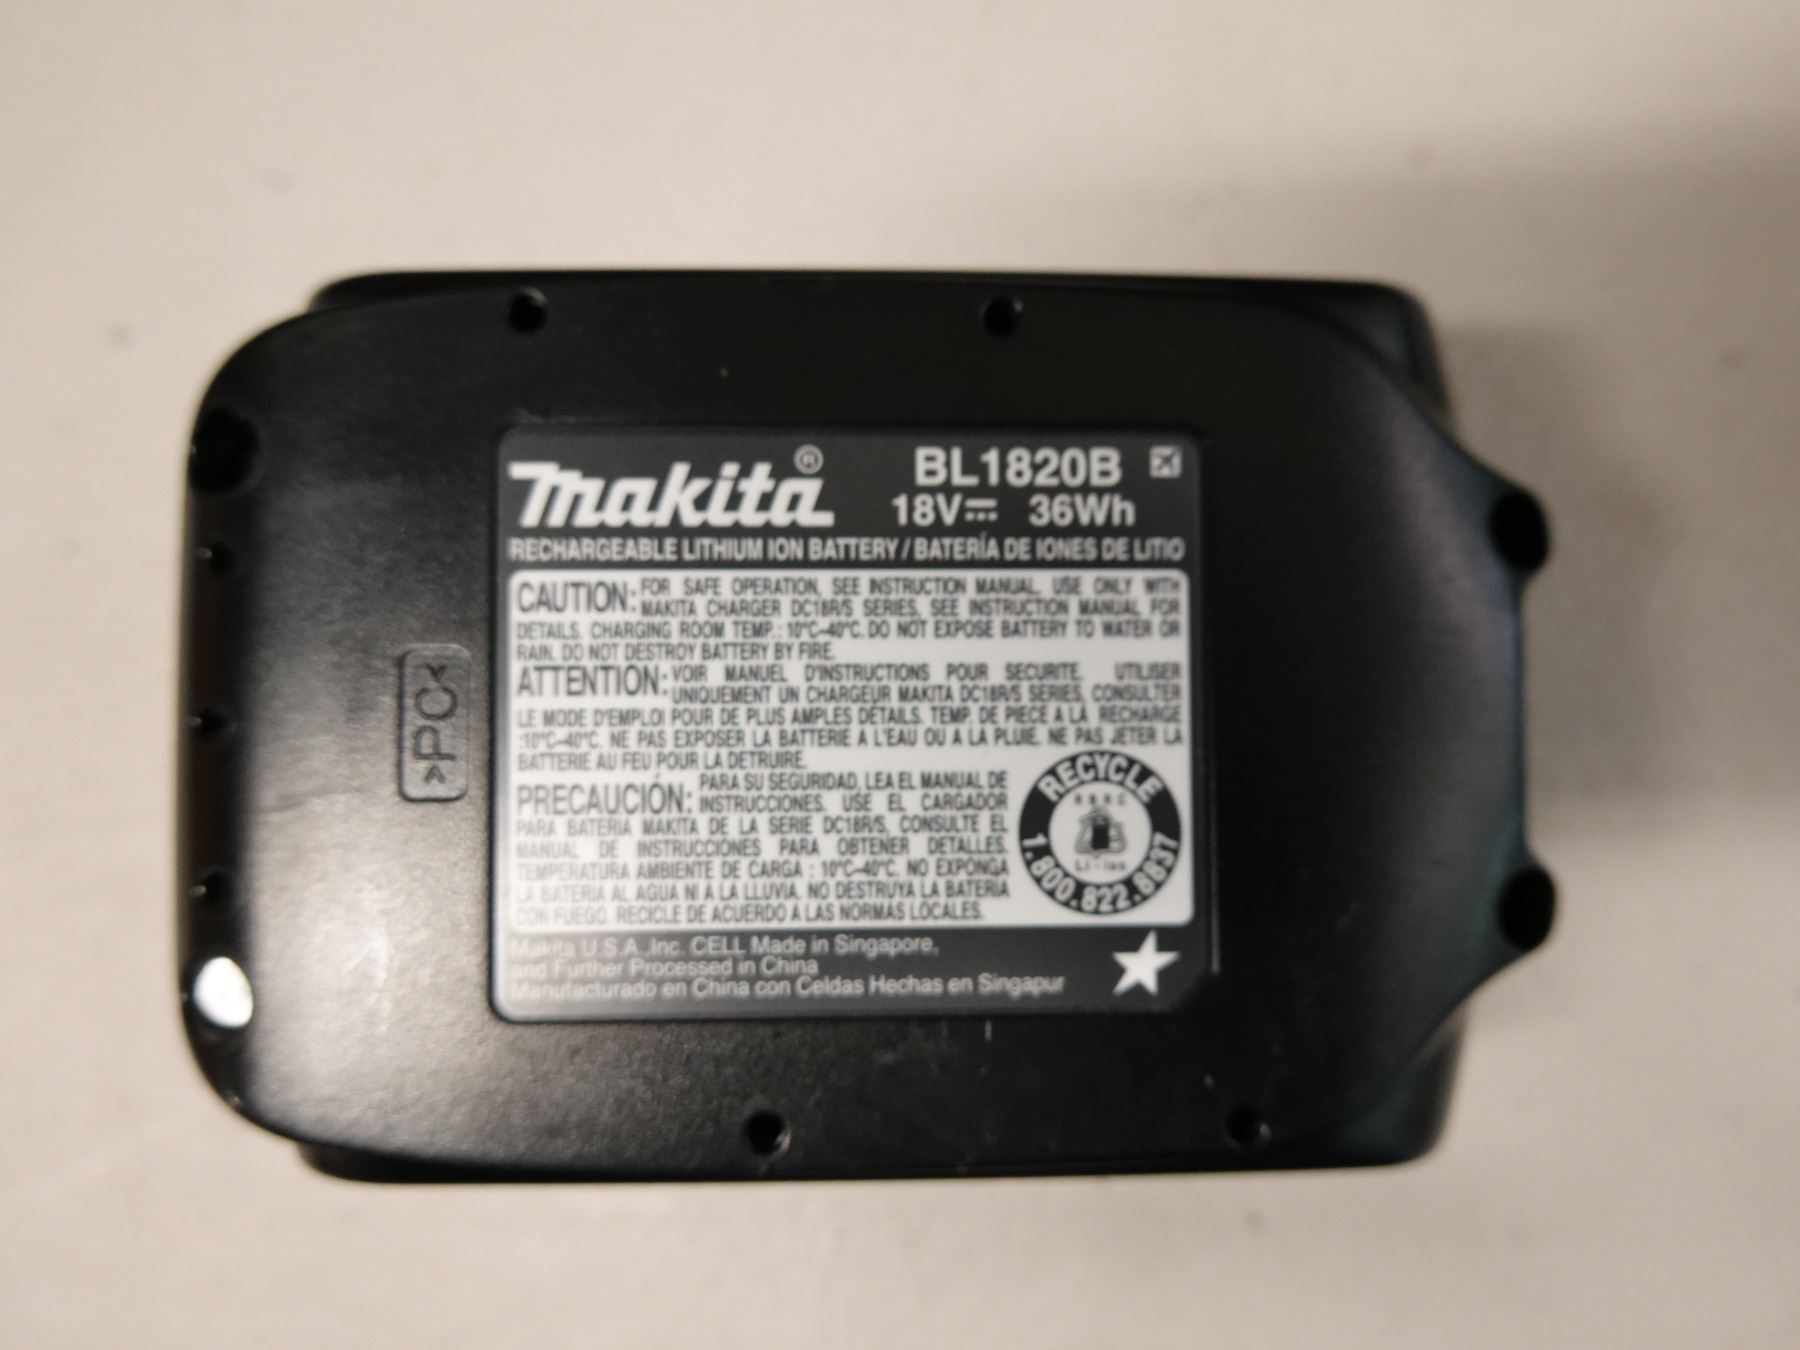 makita®
BL1820B
18V 36Wh
RECHARGEABLE LITHIUM ION BATTERY / BATERÍA DE IONES DE LITIO
CAUTION: FOR SAFE OPERATION, SEE INSTRUCTION MANUAL. USE ONLY WITH
MAKITA CHARGER DC18R/S SERIES, SEE INSTRUCTION MANUAL FOR
DETAILS. CHARGING ROOM TEMP.: 10°C–40°C. DO NOT EXPOSE BATTERY TO WATER OR
RAIN. DO NOT DESTROY BATTERY BY FIRE.
ATTENTION: VOIR MANUEL D'INSTRUCTIONS POUR SECURITE. UTILISER
UNIQUEMENT UN CHARGEUR MAKITA DC18R/S SERIES, CONSULTER
LE MODE D'EMPLOI POUR DE PLUS AMPLES DETAILS. TEMP. DE PIECE A LA RECHARGE
:10°C–40°C. NE PAS EXPOSER LA BATTERIE A L'EAU OU A LA PLUIE. NE PAS JETER LA
BATTERIE AU FEU POUR LA DETRUIRE.
PRECAUCIÓN: PARA SU SEGURIDAD, LEA EL MANUAL DE
INSTRUCCIONES. USE EL CARGADOR
PARA BATERIA MAKITA DE LA SERIE DC18R/S, CONSULTE EL
MANUAL DE INSTRUCCIONES PARA OBTENER DETALLES.
TEMPERATURA AMBIENTE DE CARGA : 10°C–40°C. NO EXPONGA
LA BATERIA AL AGUA NI A LA LLUVIA. NO DESTRUYA LA BATERIA
CON FUEGO. RECICLE DE ACUERDO A LAS NORMAS LOCALES.
RECYCLE
RBRC
Li-ion
1.800.822.8837
Makita U.S.A.,Inc. CELL Made in Singapore,
and Further Processed in China
Manufacturado en China con Celdas Hechas en Singapur
>PC<